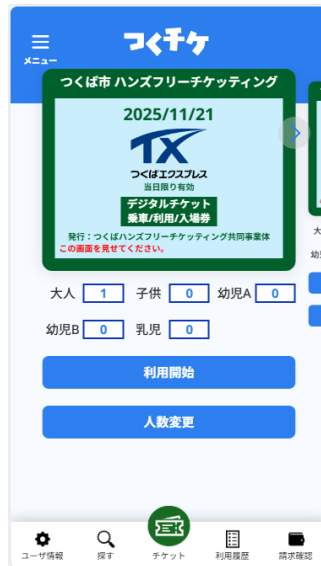 つくチケ
メニュー
つくば市 ハンズフリーチケッティング
2025/11/21
TX
つくばエクスプレス
当日限り有効
デジタルチケット
乗車/利用/入場券
発行：つくばハンズフリーチケッティング共同事業体
この画面を見せてください。
大人 1 子供 0 幼児A 0
幼児B 0 乳児 0
利用開始
人数変更
ユーザ情報 探す チケット 利用履歴 請求確認